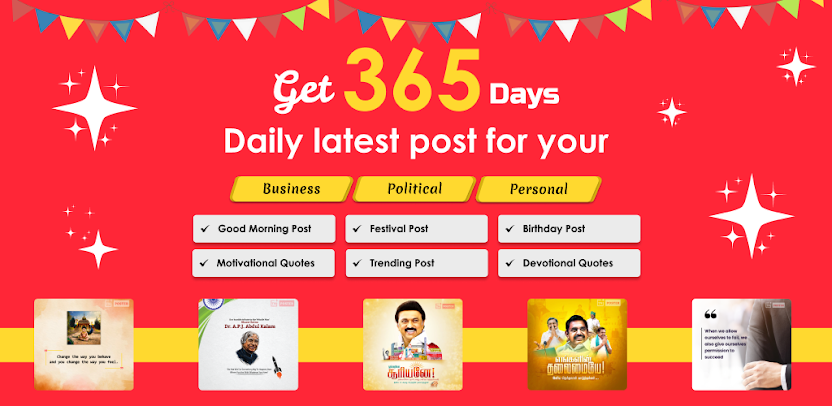 Get 365 Days
Daily latest post for your
Business
Political
Personal
Good Morning Post
Festival Post
Birthday Post
Motivational Quotes
Trending Post
Devotional Quotes
Change the way you behave
and you change the way you feel.
Dr. A.P.J. Abdul Kalam
சூரியனே!
தலைமையே!
When we allow
ourselves to fail, we
also give ourselves
permission to
succeed